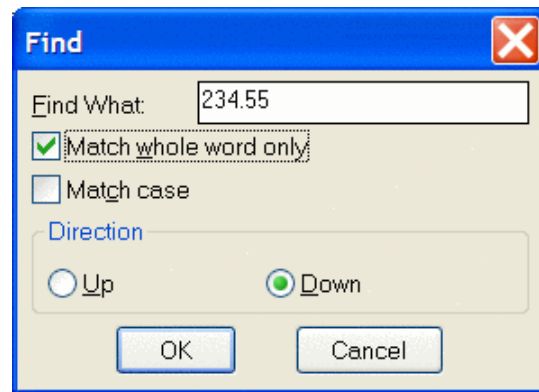 Find
Find What: 234.55
Match whole word only
Match case
Direction
Up Down
OK Cancel